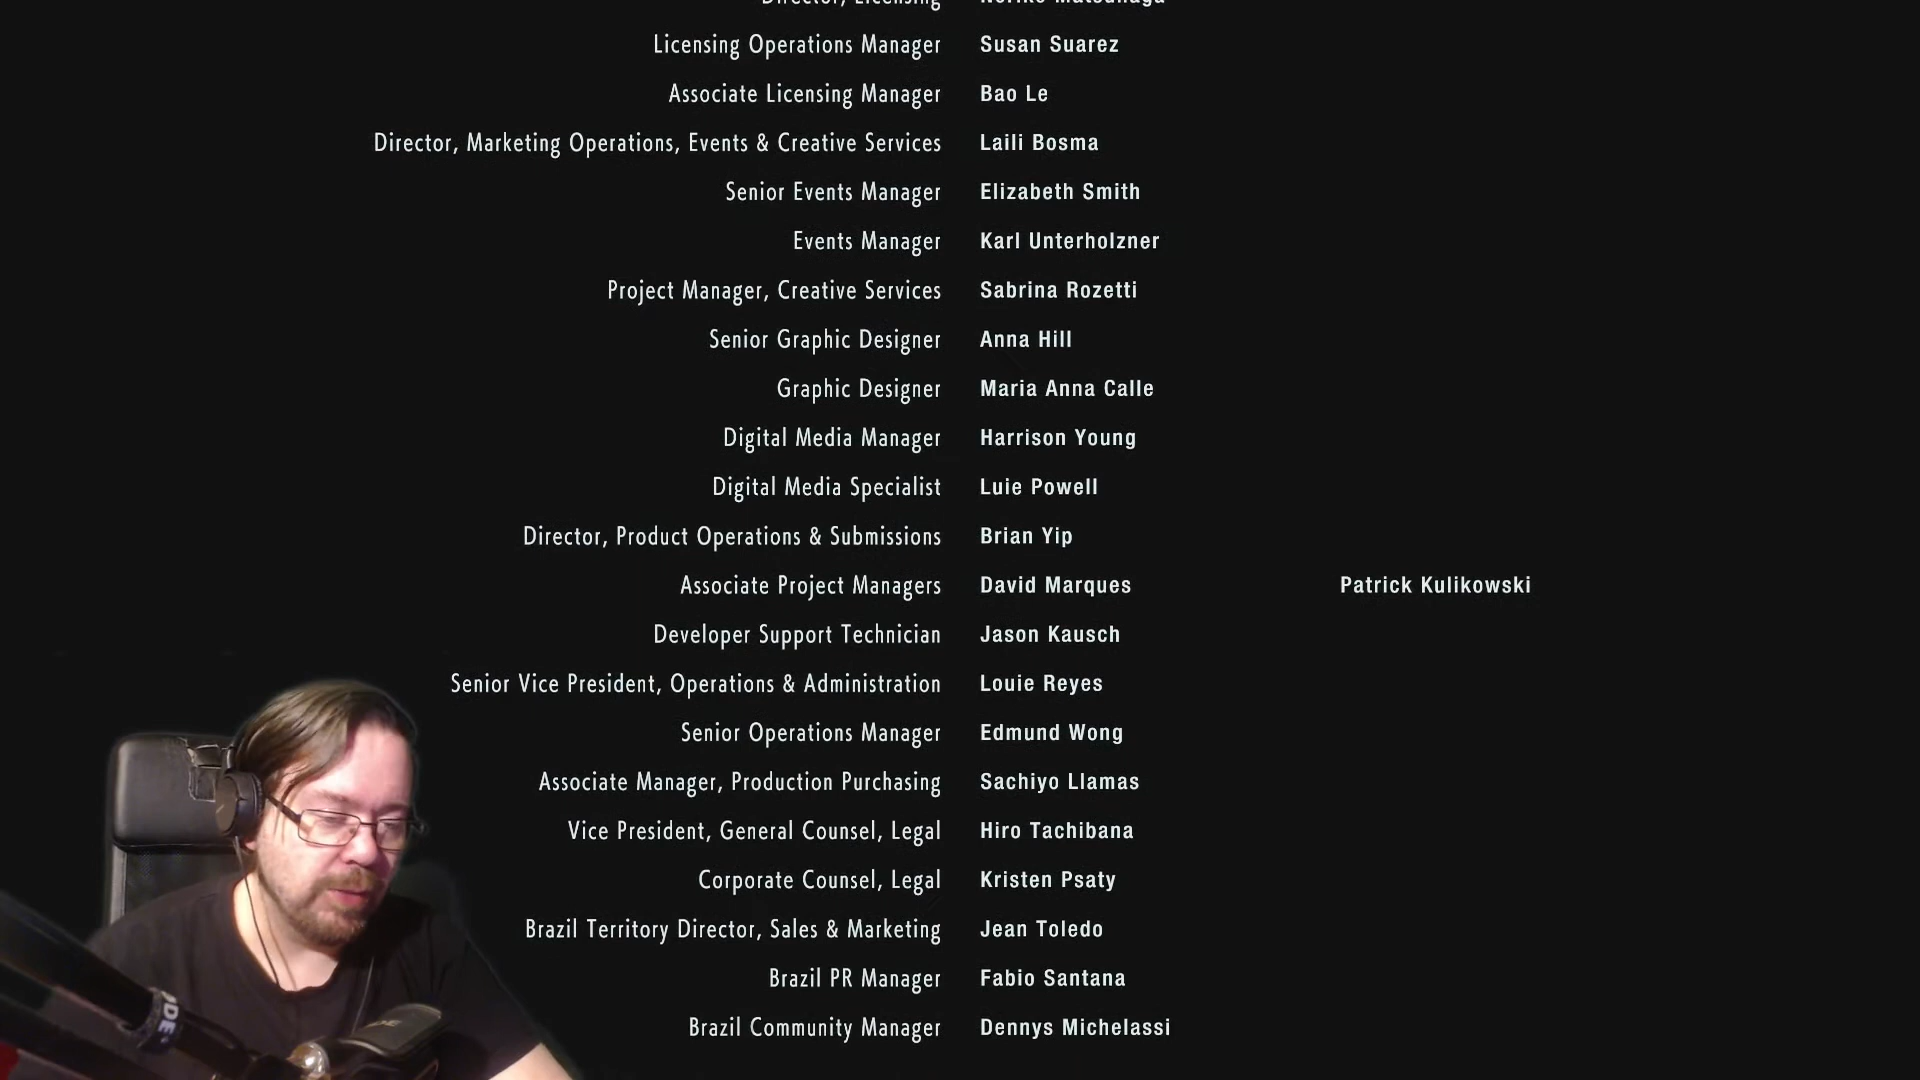 Director, Licensing Noriko Matsunaga
Licensing Operations Manager Susan Suarez
Associate Licensing Manager Bao Le
Director, Marketing Operations, Events & Creative Services Laili Bosma
Senior Events Manager Elizabeth Smith
Events Manager Karl Unterholzner
Project Manager, Creative Services Sabrina Rozetti
Senior Graphic Designer Anna Hill
Graphic Designer Maria Anna Calle
Digital Media Manager Harrison Young
Digital Media Specialist Luie Powell
Director, Product Operations & Submissions Brian Yip
Associate Project Managers David Marques Patrick Kulikowski
Developer Support Technician Jason Kausch
Senior Vice President, Operations & Administration Louie Reyes
Senior Operations Manager Edmund Wong
Associate Manager, Production Purchasing Sachiyo Llamas
Vice President, General Counsel, Legal Hiro Tachibana
Corporate Counsel, Legal Kristen Psaty
Brazil Territory Director, Sales & Marketing Jean Toledo
Brazil PR Manager Fabio Santana
Brazil Community Manager Dennys Michelassi